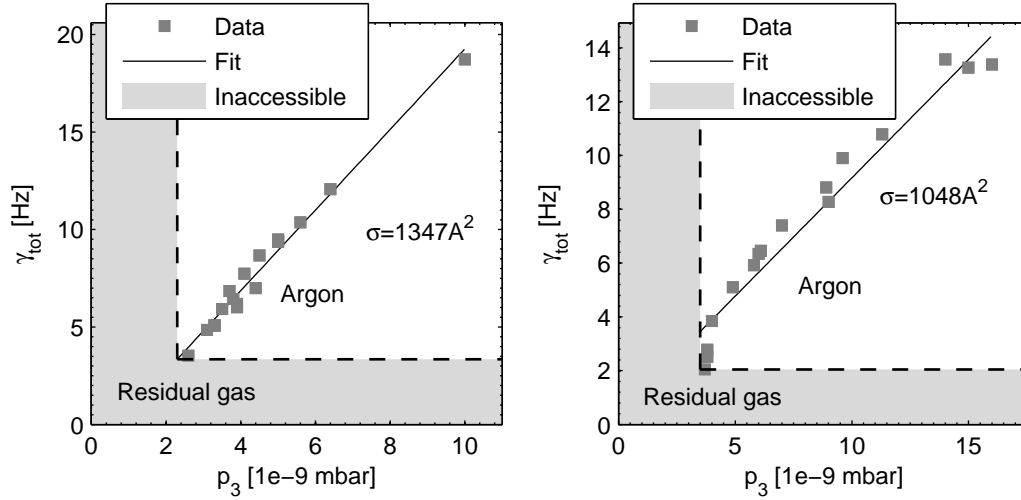 Data
Fit
Inaccessible
20
15
10
5
0
γtot [Hz]
σ=1347A²
Argon
Residual gas
0 2 4 6 8 10
p3 [1e−9 mbar]
Data
Fit
Inaccessible
14
12
10
8
6
4
2
0
γtot [Hz]
σ=1048A²
Argon
Residual gas
0 5 10 15
p3 [1e−9 mbar]